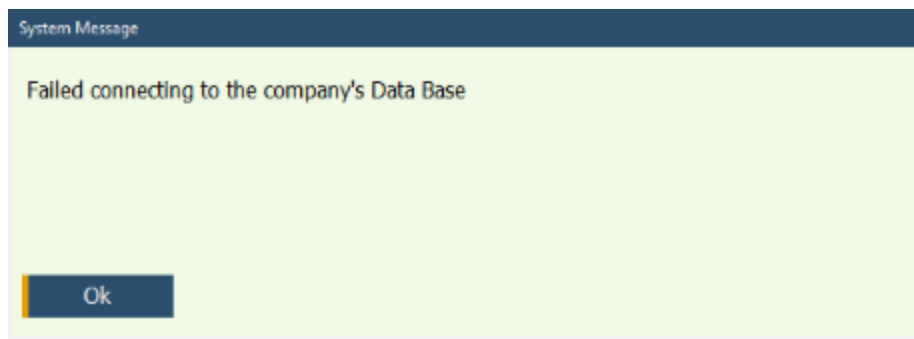 System Message
Failed connecting to the company's Data Base
Ok